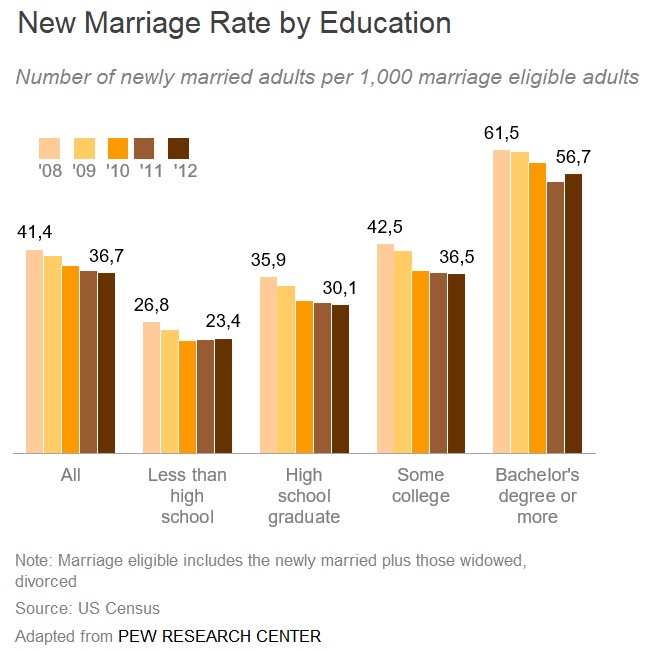 New Marriage Rate by Education
Number of newly married adults per 1,000 marriage eligible adults
'08 '09 '10 '11 '12
41,4
36,7
26,8
23,4
35,9
30,1
42,5
36,5
61,5
56,7
All
Less than
high
school
High
school
graduate
Some
college
Bachelor's
degree or
more
Note: Marriage eligible includes the newly married plus those widowed,
divorced
Source: US Census
Adapted from PEW RESEARCH CENTER